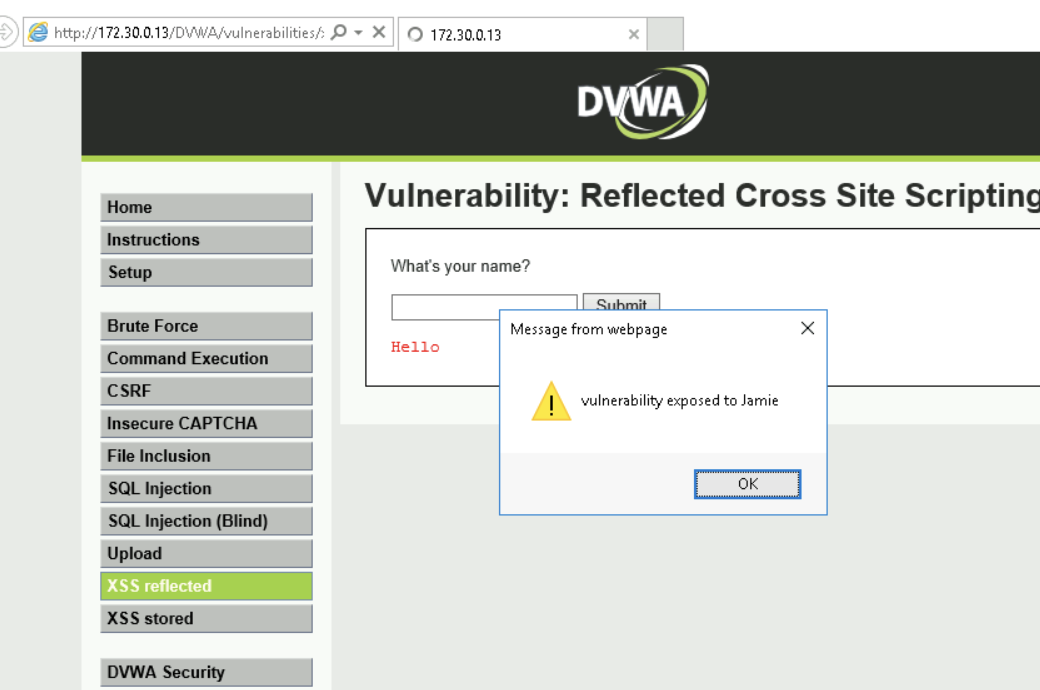 http://172.30.0.13/DVWA/vulnerabilities/
172.30.0.13
DVWA
Vulnerability: Reflected Cross Site Scripting
Home
Instructions
Setup
Brute Force
Command Execution
CSRF
Insecure CAPTCHA
File Inclusion
SQL Injection
SQL Injection (Blind)
Upload
XSS reflected
XSS stored
DVWA Security
What's your name?
Submit
Hello
Message from webpage
vulnerability exposed to Jamie
OK